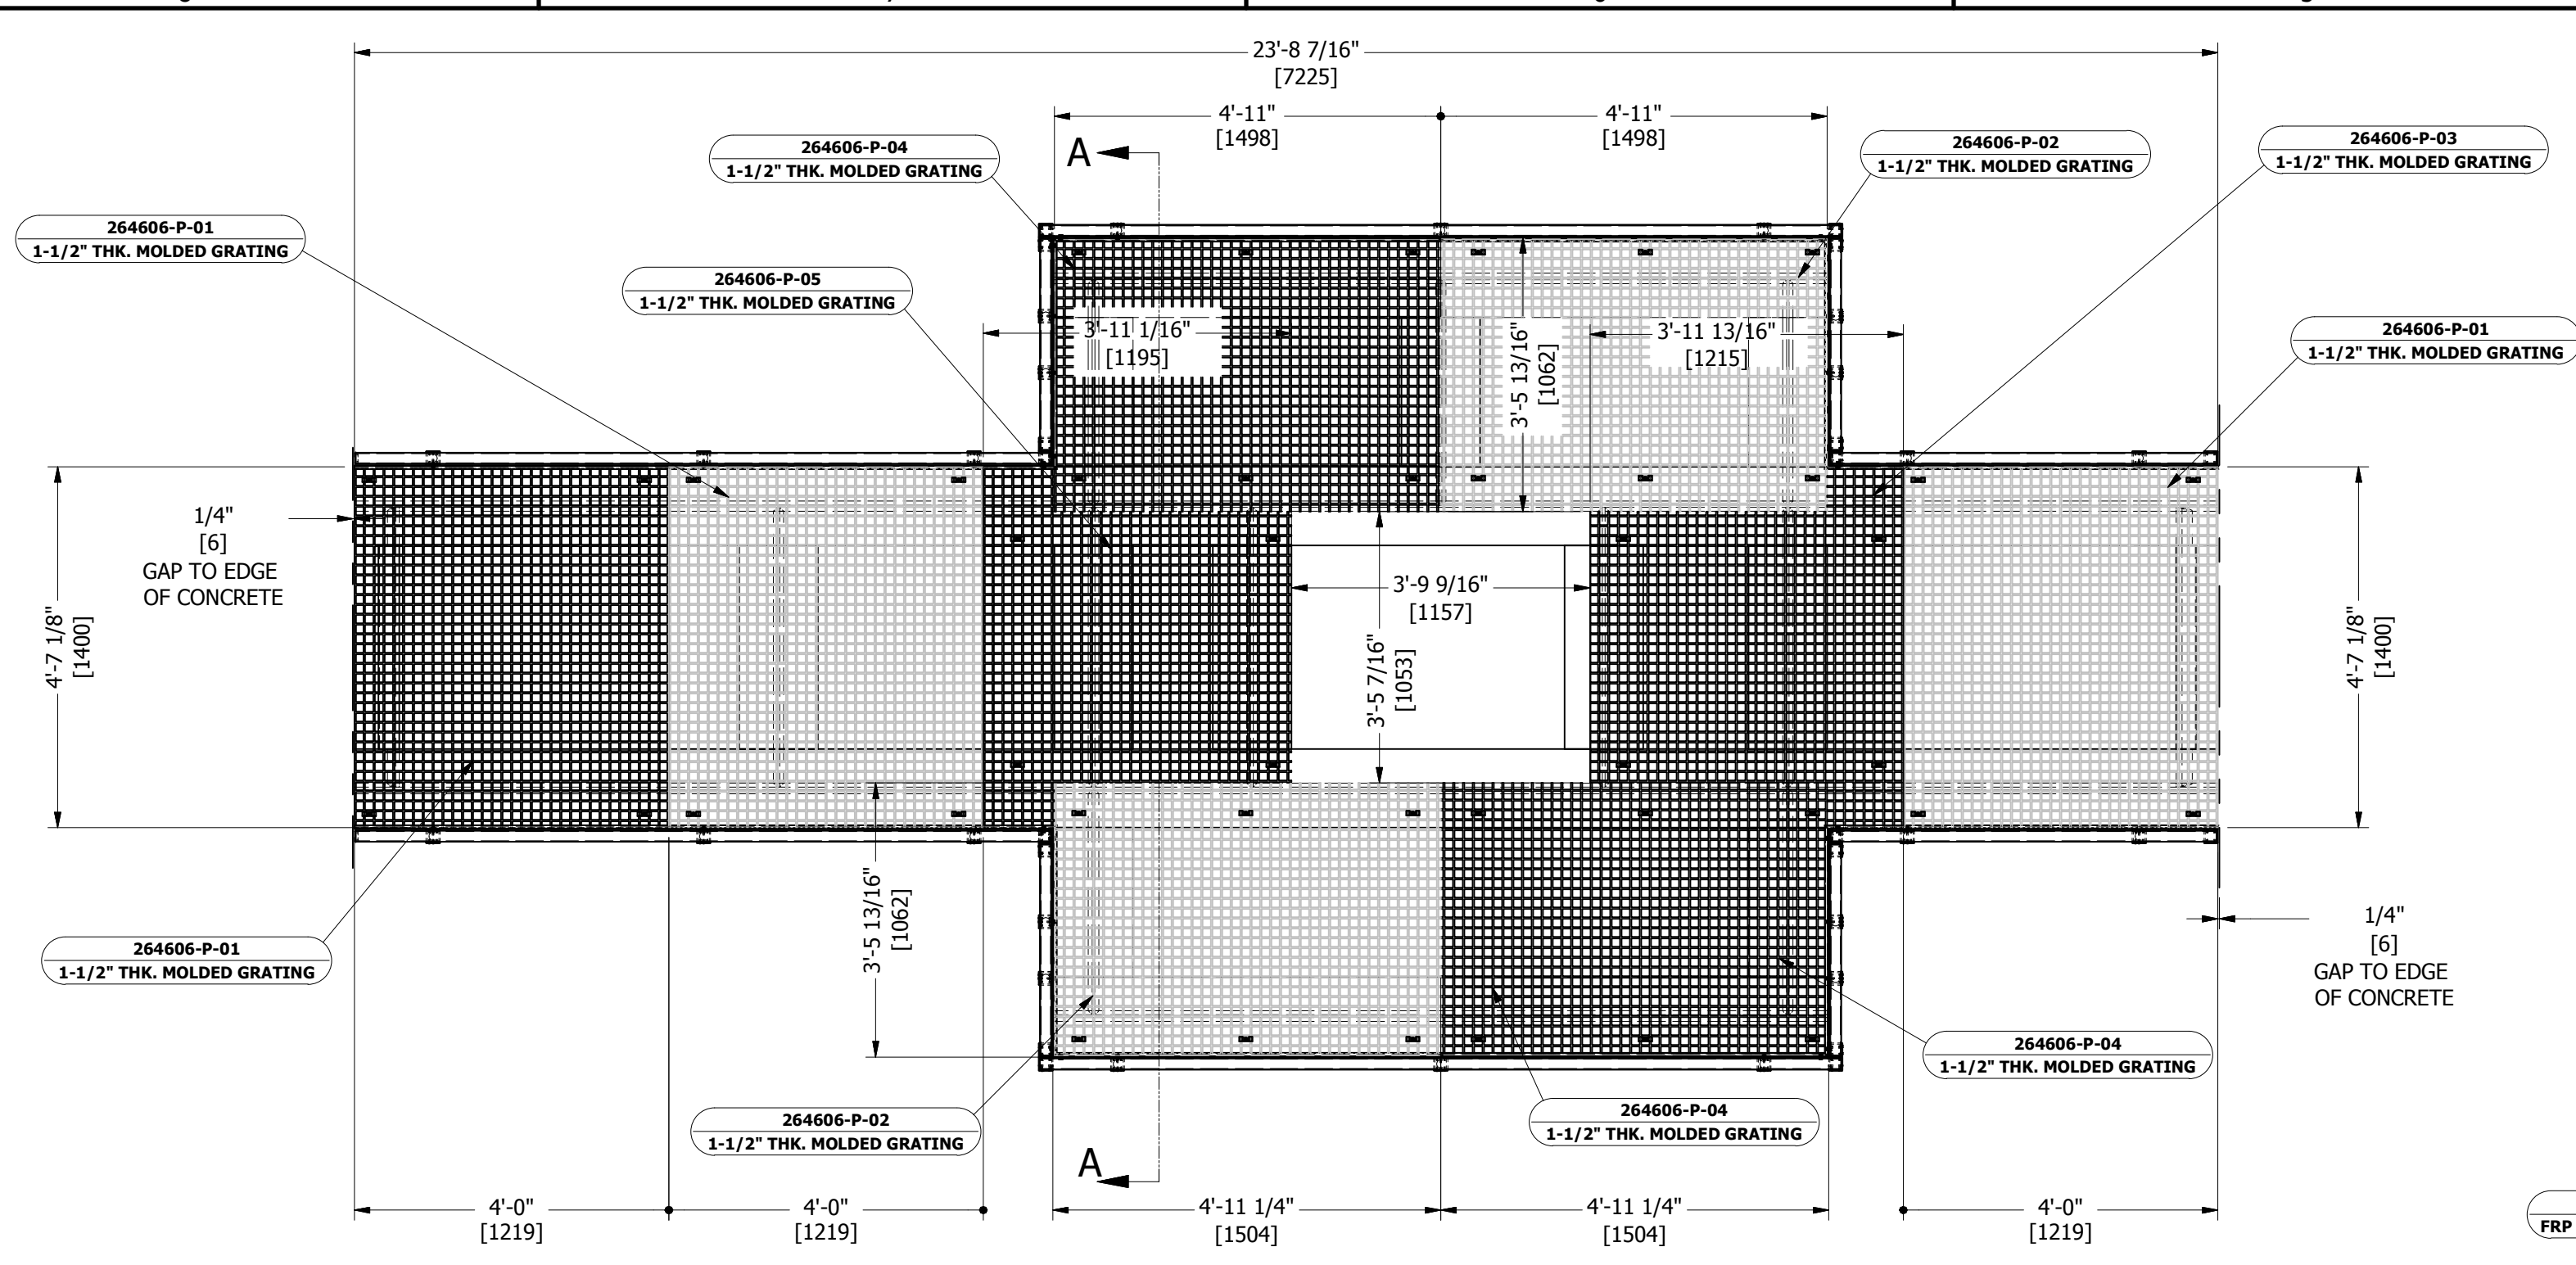 23'-8 7/16"
[7225]
4'-11"
[1498]
4'-11"
[1498]
A
264606-P-04
1-1/2" THK. MOLDED GRATING
264606-P-02
1-1/2" THK. MOLDED GRATING
264606-P-03
1-1/2" THK. MOLDED GRATING
264606-P-01
1-1/2" THK. MOLDED GRATING
264606-P-05
1-1/2" THK. MOLDED GRATING
3'-11 1/16"
[1195]
3'-5 13/16"
[1062]
3'-11 13/16"
[1215]
264606-P-01
1-1/2" THK. MOLDED GRATING
1/4"
[6]
GAP TO EDGE
OF CONCRETE
4'-7 1/8"
[1400]
3'-9 9/16"
[1157]
3'-5 7/16"
[1053]
4'-7 1/8"
[1400]
3'-5 13/16"
[1062]
264606-P-01
1-1/2" THK. MOLDED GRATING
1/4"
[6]
GAP TO EDGE
OF CONCRETE
264606-P-04
1-1/2" THK. MOLDED GRATING
264606-P-02
1-1/2" THK. MOLDED GRATING
264606-P-04
1-1/2" THK. MOLDED GRATING
A
4'-0"
[1219]
4'-0"
[1219]
4'-11 1/4"
[1504]
4'-11 1/4"
[1504]
4'-0"
[1219]
FRP